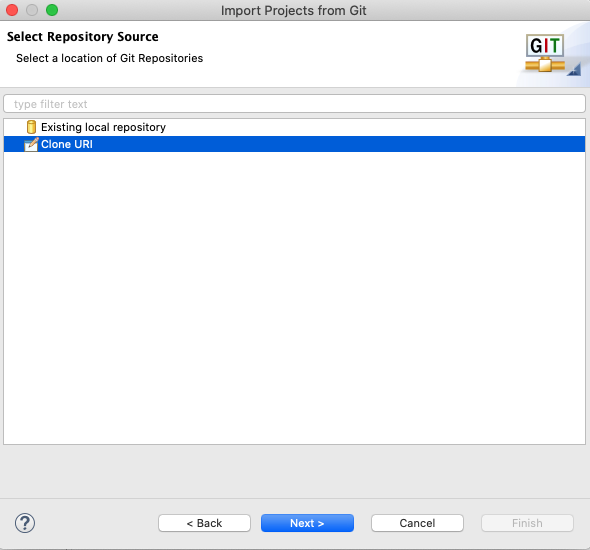 Import Projects from Git
Select Repository Source
Select a location of Git Repositories
GIT
type filter text
Existing local repository
Clone URI
?
< Back
Next >
Cancel
Finish